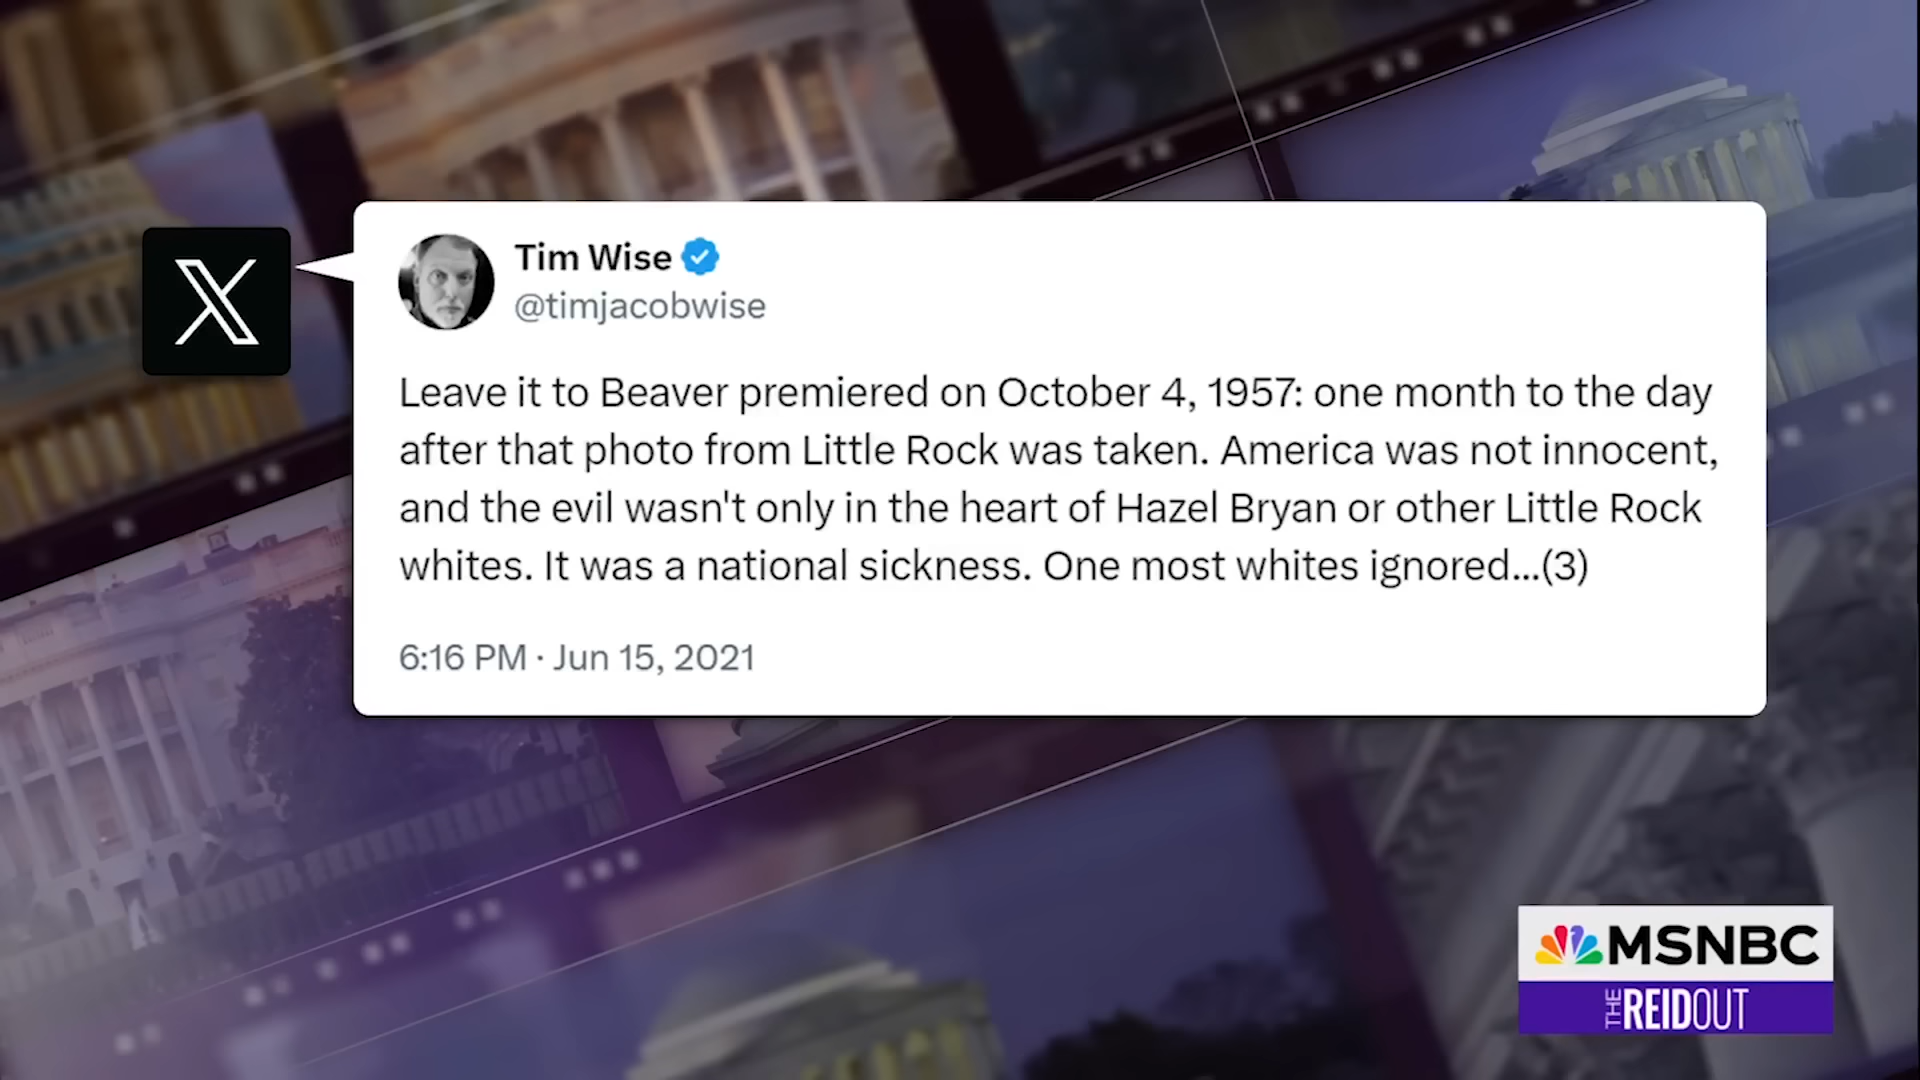 Tim Wise
@timjacobwise
Leave it to Beaver premiered on October 4, 1957: one month to the day
after that photo from Little Rock was taken. America was not innocent,
and the evil wasn't only in the heart of Hazel Bryan or other Little Rock
whites. It was a national sickness. One most whites ignored...(3)
6:16 PM · Jun 15, 2021
MSNBC
THE REIDOUT